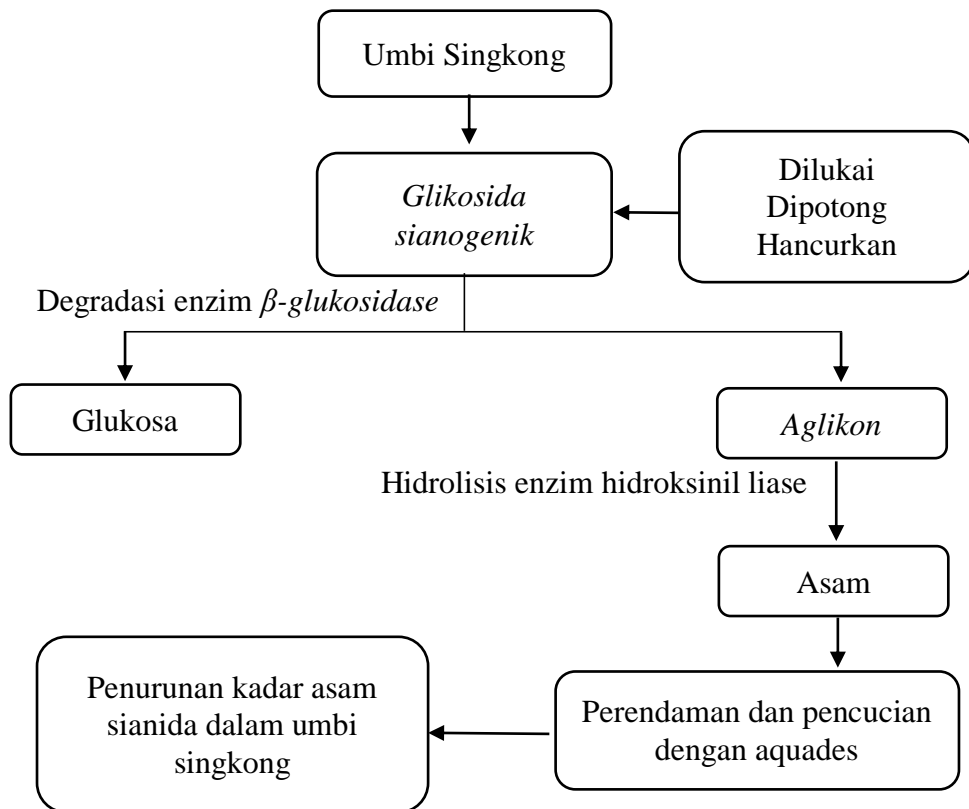 Umbi Singkong
Glikosida
sianogenik
Dilukai
Dipotong
Hancurkan
Degradasi enzim β-glukosidase
Glukosa
Aglikon
Hidrolisis enzim hidroksinil liase
Asam
Penurunan kadar asam
sianida dalam umbi
singkong
Perendaman dan pencucian
dengan aquades